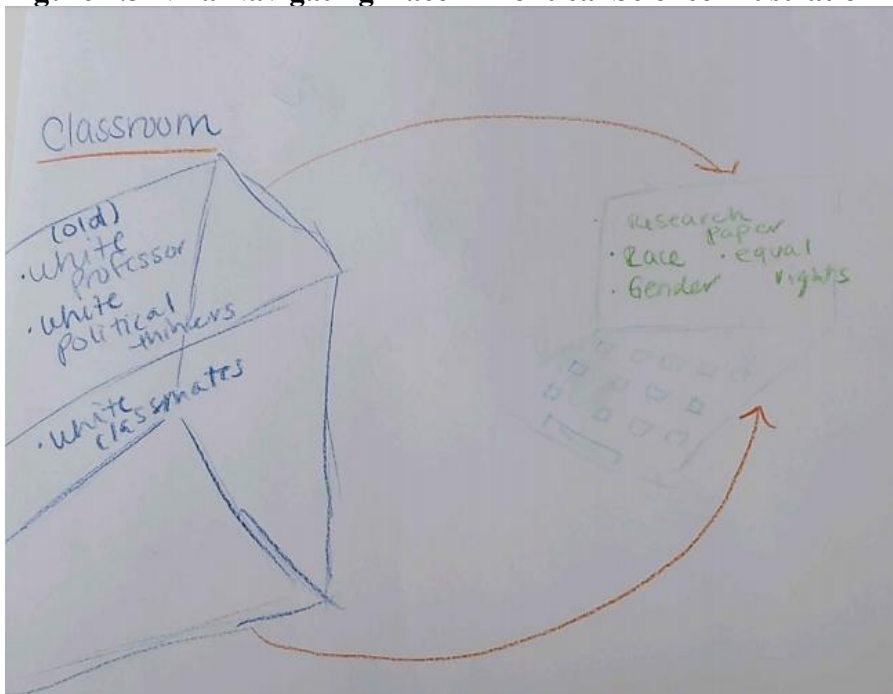 Classroom
(old)
• White
professor
• White
political
thinkers
• White
classmates
• Research
paper
• Race • equal
• Gender rights